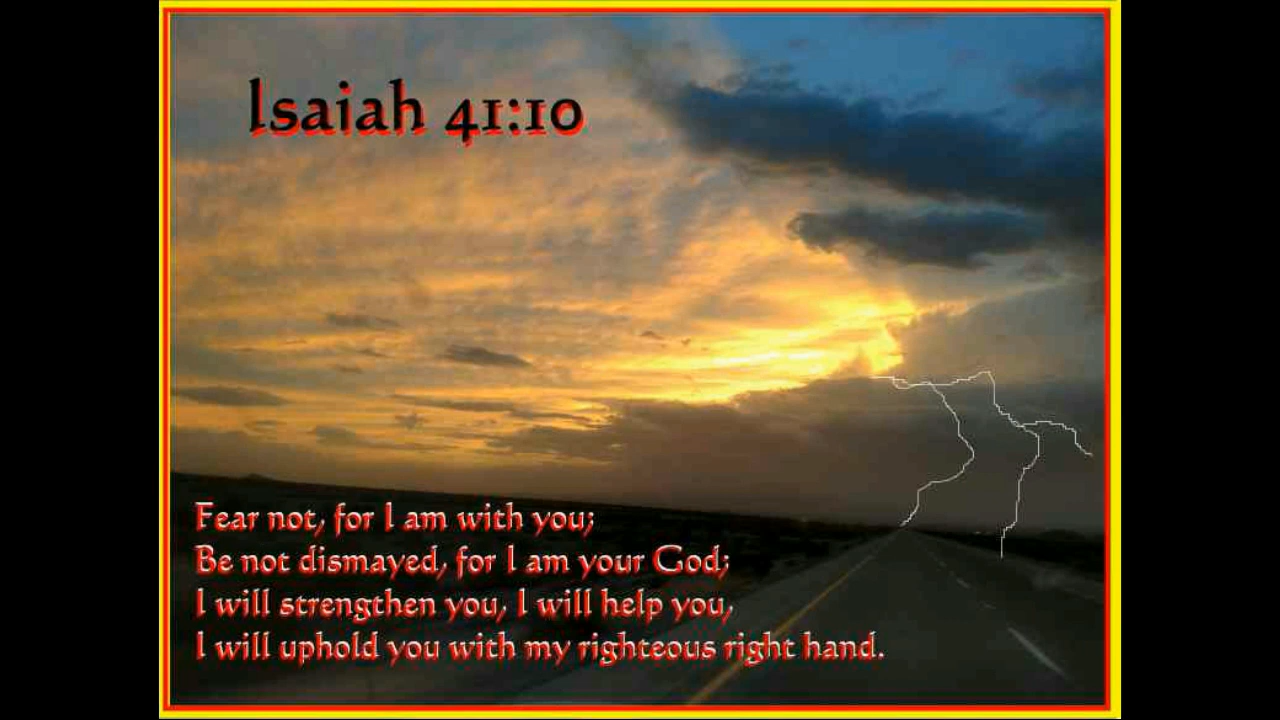 Isaiah 41:10
Fear not, for I am with you;
Be not dismayed, for I am your God;
I will strengthen you, I will help you,
I will uphold you with my righteous right hand.